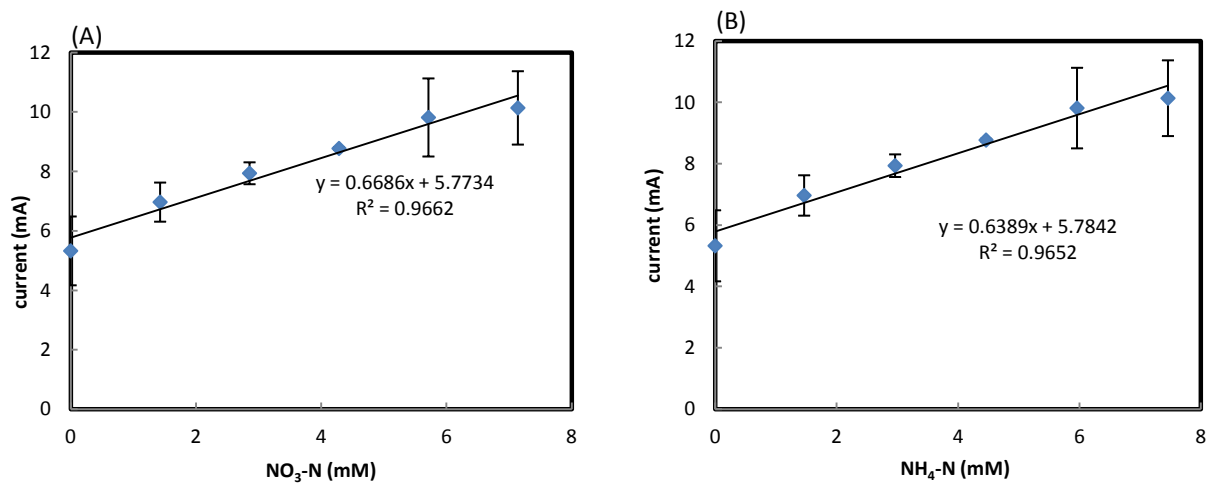 (A)
12
10
8
6
4
2
0
current (mA)
y = 0.6686x + 5.7734
R² = 0.9662
0 2 4 6 8
NO₃-N (mM)
(B)
12
10
8
6
4
2
0
current (mA)
y = 0.6389x + 5.7842
R² = 0.9652
0 2 4 6 8
NH₄-N (mM)